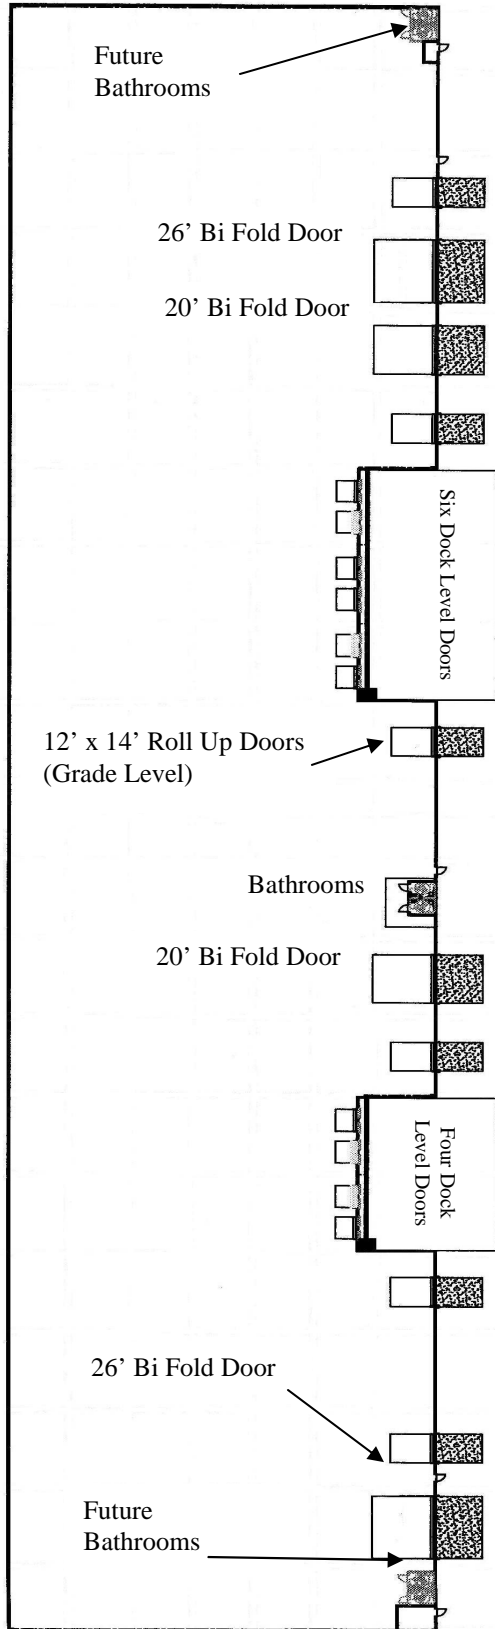 Future
Bathrooms
26’ Bi Fold Door
20’ Bi Fold Door
Six Dock Level Doors
12’ x 14’ Roll Up Doors
(Grade Level)
Bathrooms
20’ Bi Fold Door
Four Dock
Level Doors
26’ Bi Fold Door
Future
Bathrooms